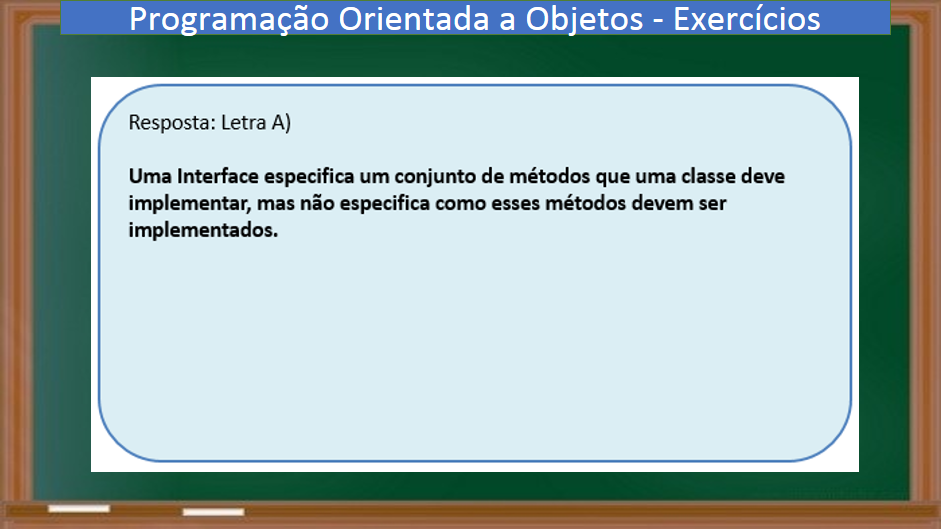 Programação Orientada a Objetos - Exercícios
Resposta: Letra A)
Uma Interface especifica um conjunto de métodos que uma classe deve
implementar, mas não especifica como esses métodos devem ser
implementados.